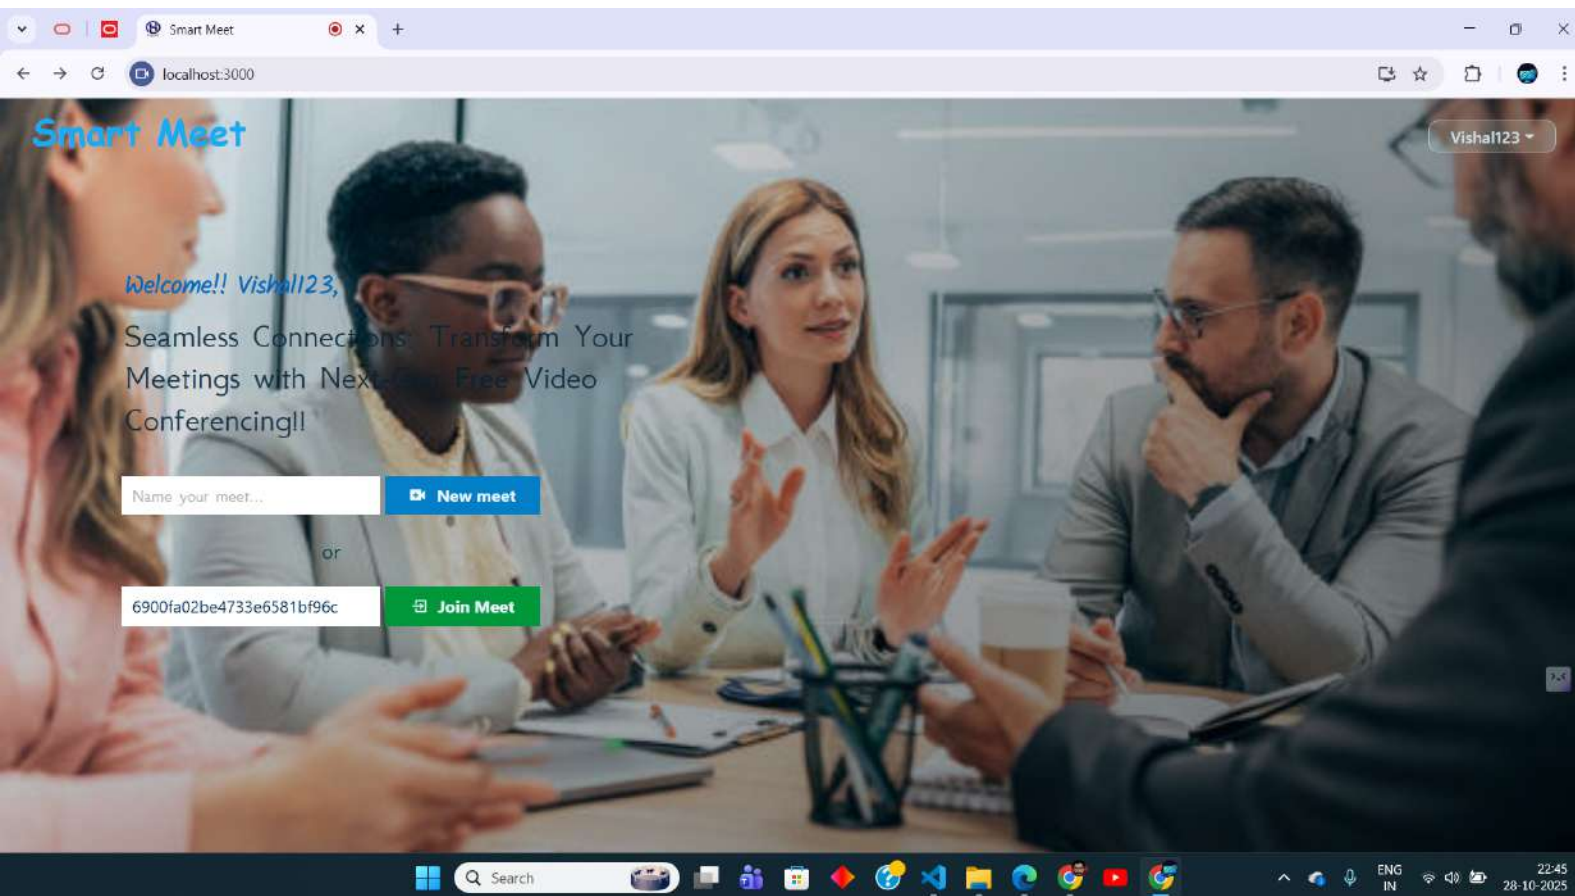 Smart Meet
localhost:3000
Smart Meet
Vishal123
Welcome!! Vishal123,
Seamless Connections: Transform Your
Meetings with Next-Gen Free Video
Conferencing!!
Name your meet...
New meet
or
6900fa02be4733e6581bf96c
Join Meet
Search
ENG
IN
22:45
28-10-2025